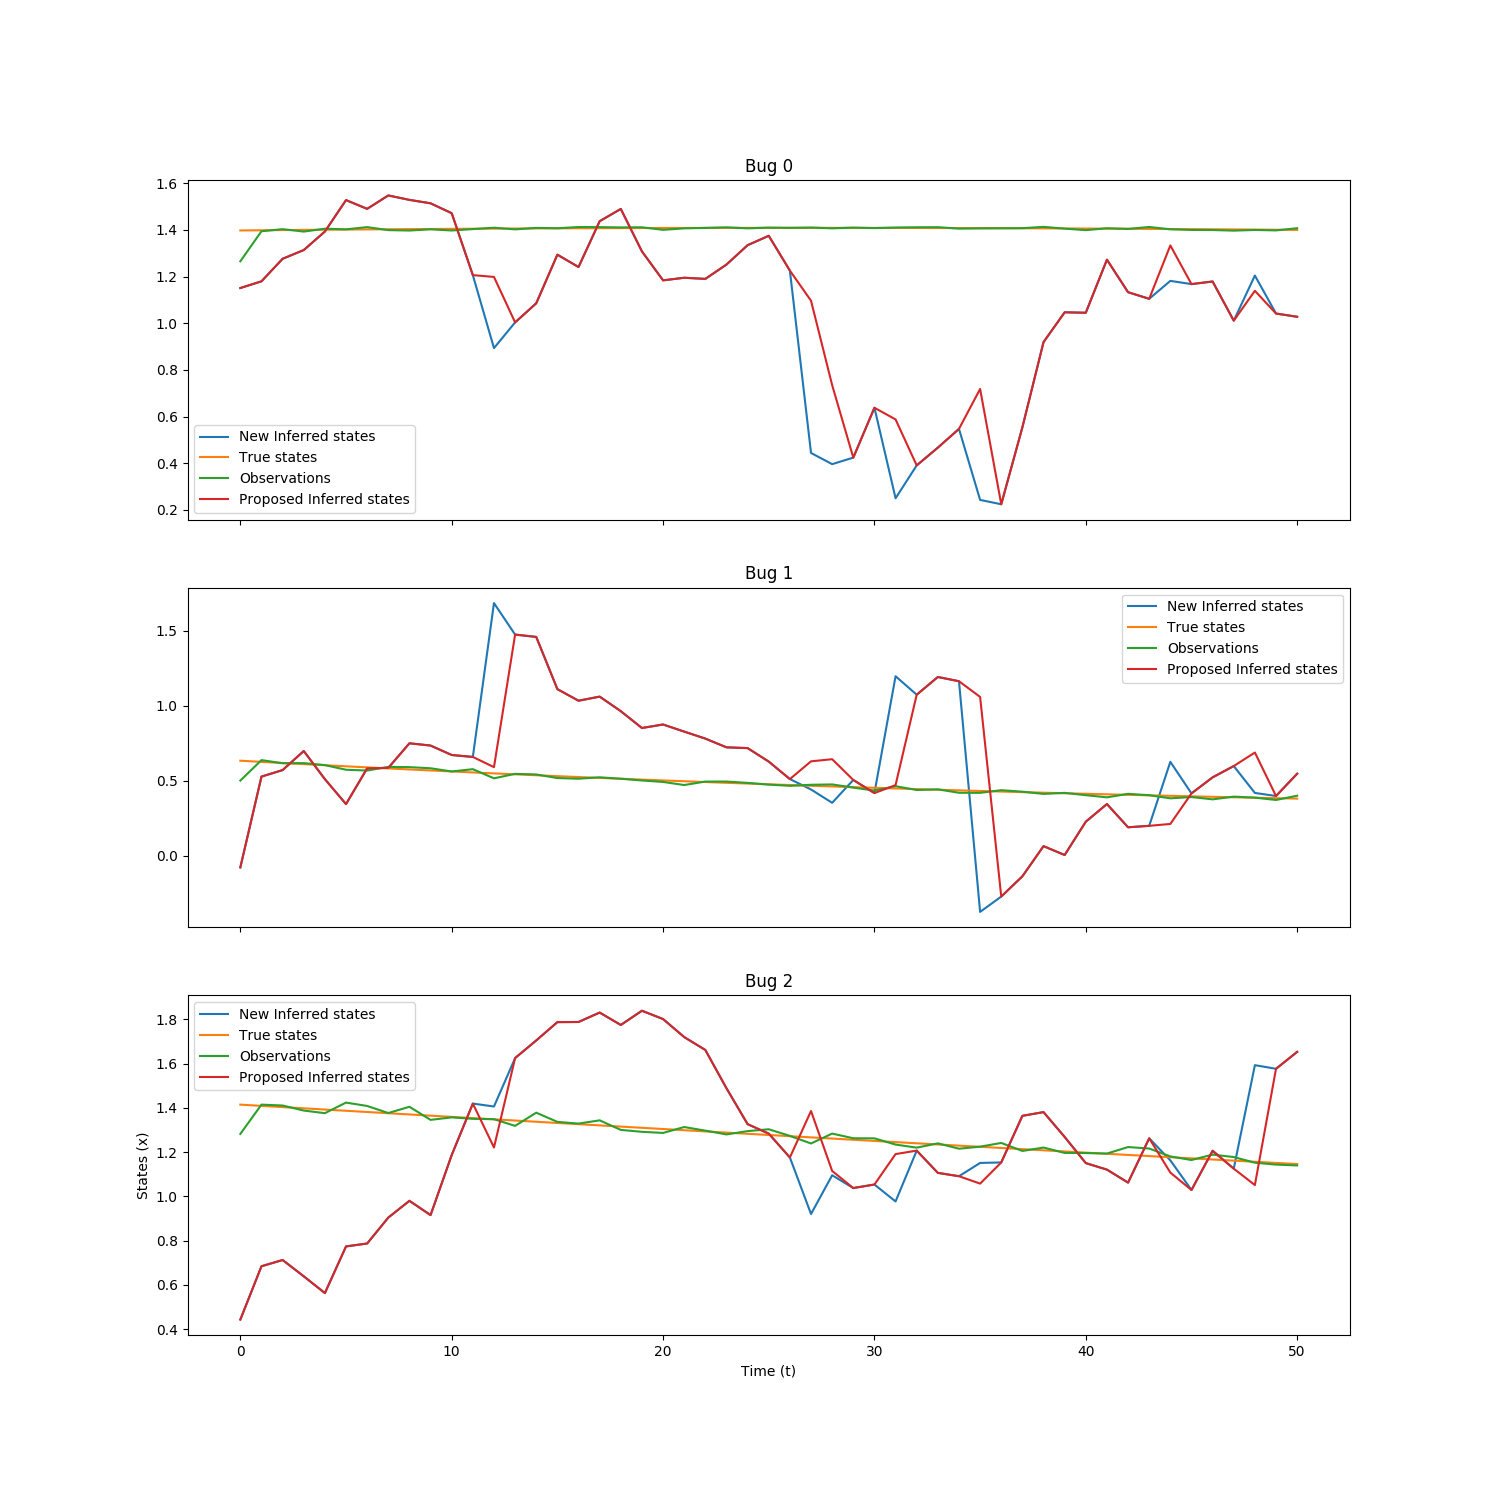 Bug 0
1.6
1.4
1.2
1.0
0.8
0.6
0.4
0.2
New Inferred states
True states
Observations
Proposed Inferred states
Bug 1
1.5
1.0
0.5
0.0
New Inferred states
True states
Observations
Proposed Inferred states
Bug 2
States (x)
1.8
1.6
1.4
1.2
1.0
0.8
0.6
0.4
New Inferred states
True states
Observations
Proposed Inferred states
0 10 20 30 40 50
Time (t)